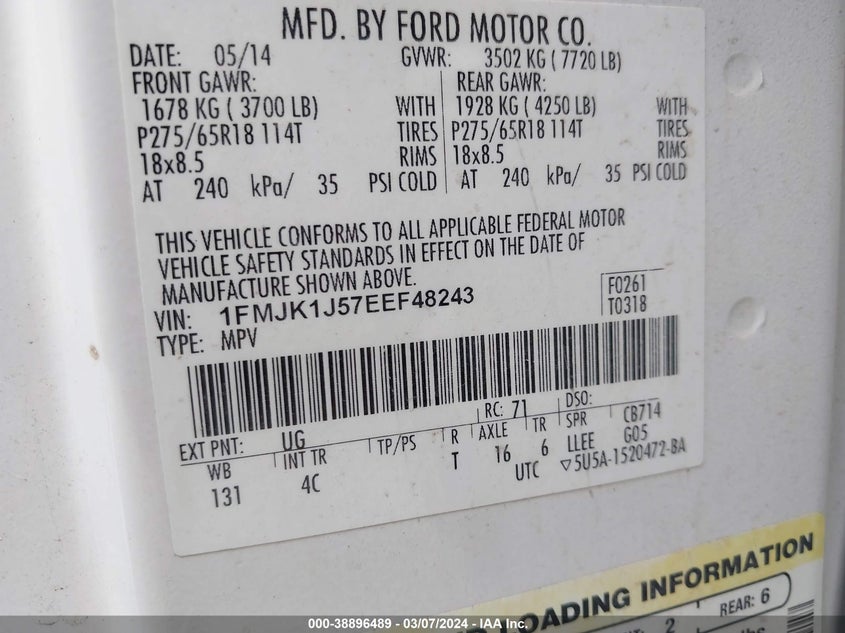 MFD. BY FORD MOTOR CO.
DATE: 05/14 GVWR: 3502 KG ( 7720 LB)
FRONT GAWR: REAR GAWR:
1678 KG ( 3700 LB) WITH 1928 KG ( 4250 LB) WITH
P275/65R18 114T TIRES P275/65R18 114T TIRES
18x8.5 RIMS 18x8.5 RIMS
AT 240 kPa/ 35 PSI COLD AT 240 kPa/ 35 PSI COLD
THIS VEHICLE CONFORMS TO ALL APPLICABLE FEDERAL MOTOR
VEHICLE SAFETY STANDARDS IN EFFECT ON THE DATE OF
MANUFACTURE SHOWN ABOVE.
VIN: 1FMJK1J57EEF48243
TYPE: MPV
F0261
T0318
EXT PNT: UG RC: 71 DSO:
WB INT TR TP/PS R AXLE TR SPR CB714
131 4C T 16 6 LLEE G05
UTC ▽5U5A-1520472-BA
LOADING INFORMATION
2 REAR: 6
000-38896489 - 03/07/2024 - IAA Inc.